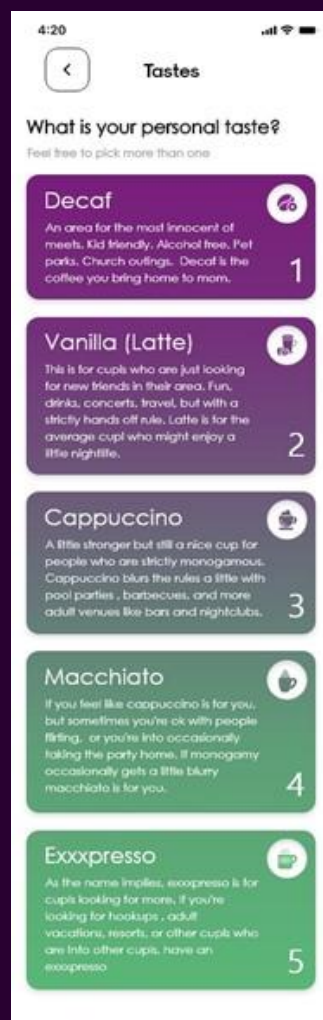 4:20
Tastes
What is your personal taste?
Feel free to pick more than one
Decaf
An area for the most innocent of
meets. Kid friendly. Alcohol free. Pet
parks. Church outings. Decaf is the
coffee you bring home to mom.
1
Vanilla (Latte)
This is for cupls who are just looking
for new friends in their area. Fun,
drinks, concerts, travel, but with a
strictly hands off rule. Latte is for the
average cupl who might enjoy a
little nightlife.
2
Cappuccino
A little stronger but still a nice cup for
people who are strictly monogamous.
Cappuccino blurs the rules a little with
pool parties , barbecues, and more
adult venues like bars and nightclubs.
3
Macchiato
If you feel like cappuccino is for you,
but sometimes you're ok with people
flirting, or you're into occasionally
taking the party home. If monogamy
occasionally gets a little blurry
macchiato is for you.
4
Exxxpresso
As the name implies, exxxpresso is for
cupls looking for more. If you're
looking for hookups , adult
vacations, resorts, or other cupls who
are into other cupls, have an
exxxpresso
5